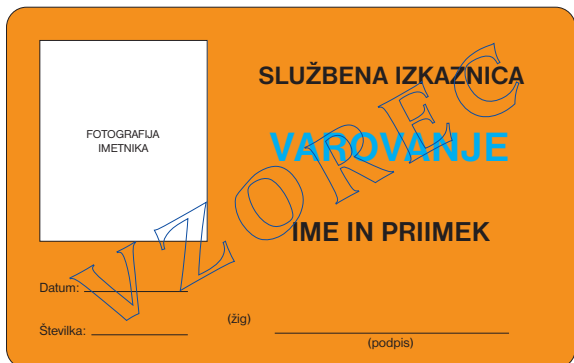 FOTOGRAFIJA
IMETNIKA
SLUŽBENA IZKAZNICA
VAROVANJE
IME IN PRIIMEK
VZOREC
Datum:
Številka:
(žig)
(podpis)